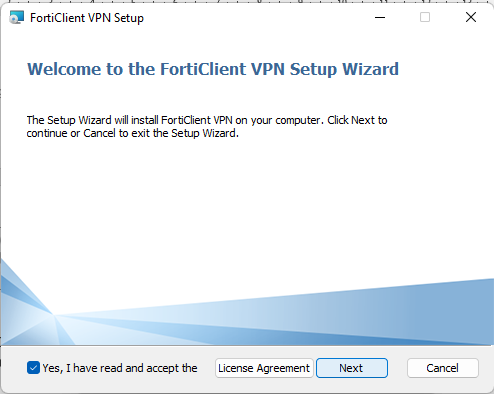 FortiClient VPN Setup
Welcome to the FortiClient VPN Setup Wizard
The Setup Wizard will install FortiClient VPN on your computer. Click Next to
continue or Cancel to exit the Setup Wizard.
Yes, I have read and accept the License Agreement Next Cancel